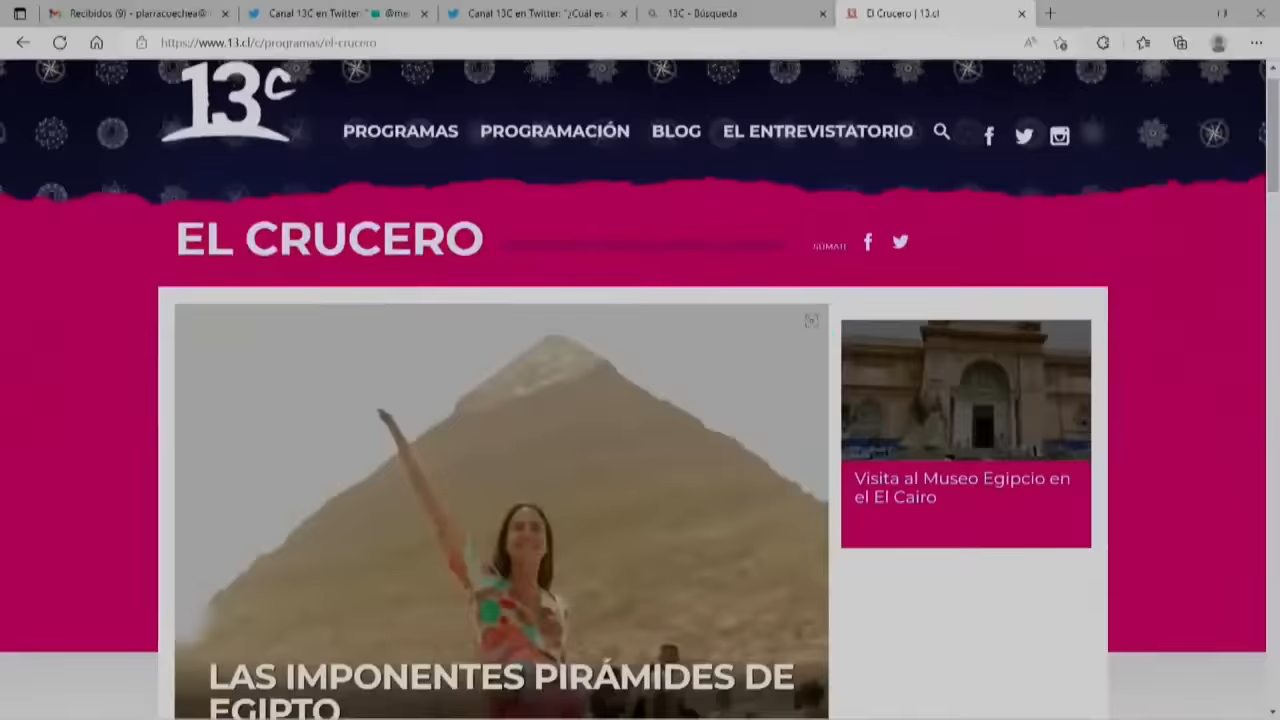 Recibidos (9) - plarracoechea@
Canal 13C en Twitter: "
Canal 13C en Twitter: "¿Cuál es
13C - Búsqueda
El Crucero | 13.cl
https://www.13.cl/c/programas/el-crucero
13C
PROGRAMAS
PROGRAMACIÓN
BLOG
EL ENTREVISTATORIO
EL CRUCERO
SÚMATE
Visita al Museo Egipcio en
el El Cairo
LAS IMPONENTES PIRÁMIDES DE
EGIPTO